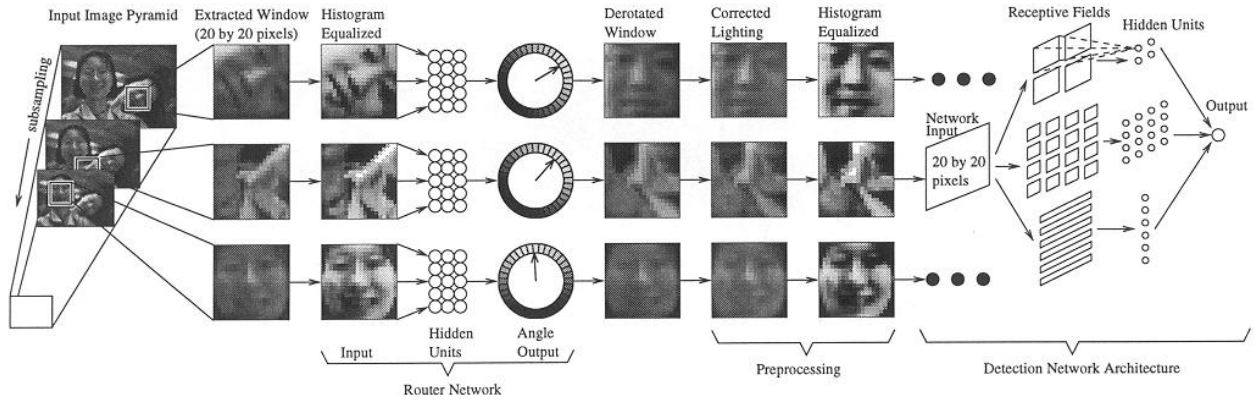 Input Image Pyramid
Extracted Window
(20 by 20 pixels)
Histogram
Equalized
Derotated
Window
Corrected
Lighting
Histogram
Equalized
Receptive Fields
Hidden Units
subsampling
Network
Input
20 by 20
pixels
Output
Input
Hidden
Units
Angle
Output
Router Network
Preprocessing
Detection Network Architecture